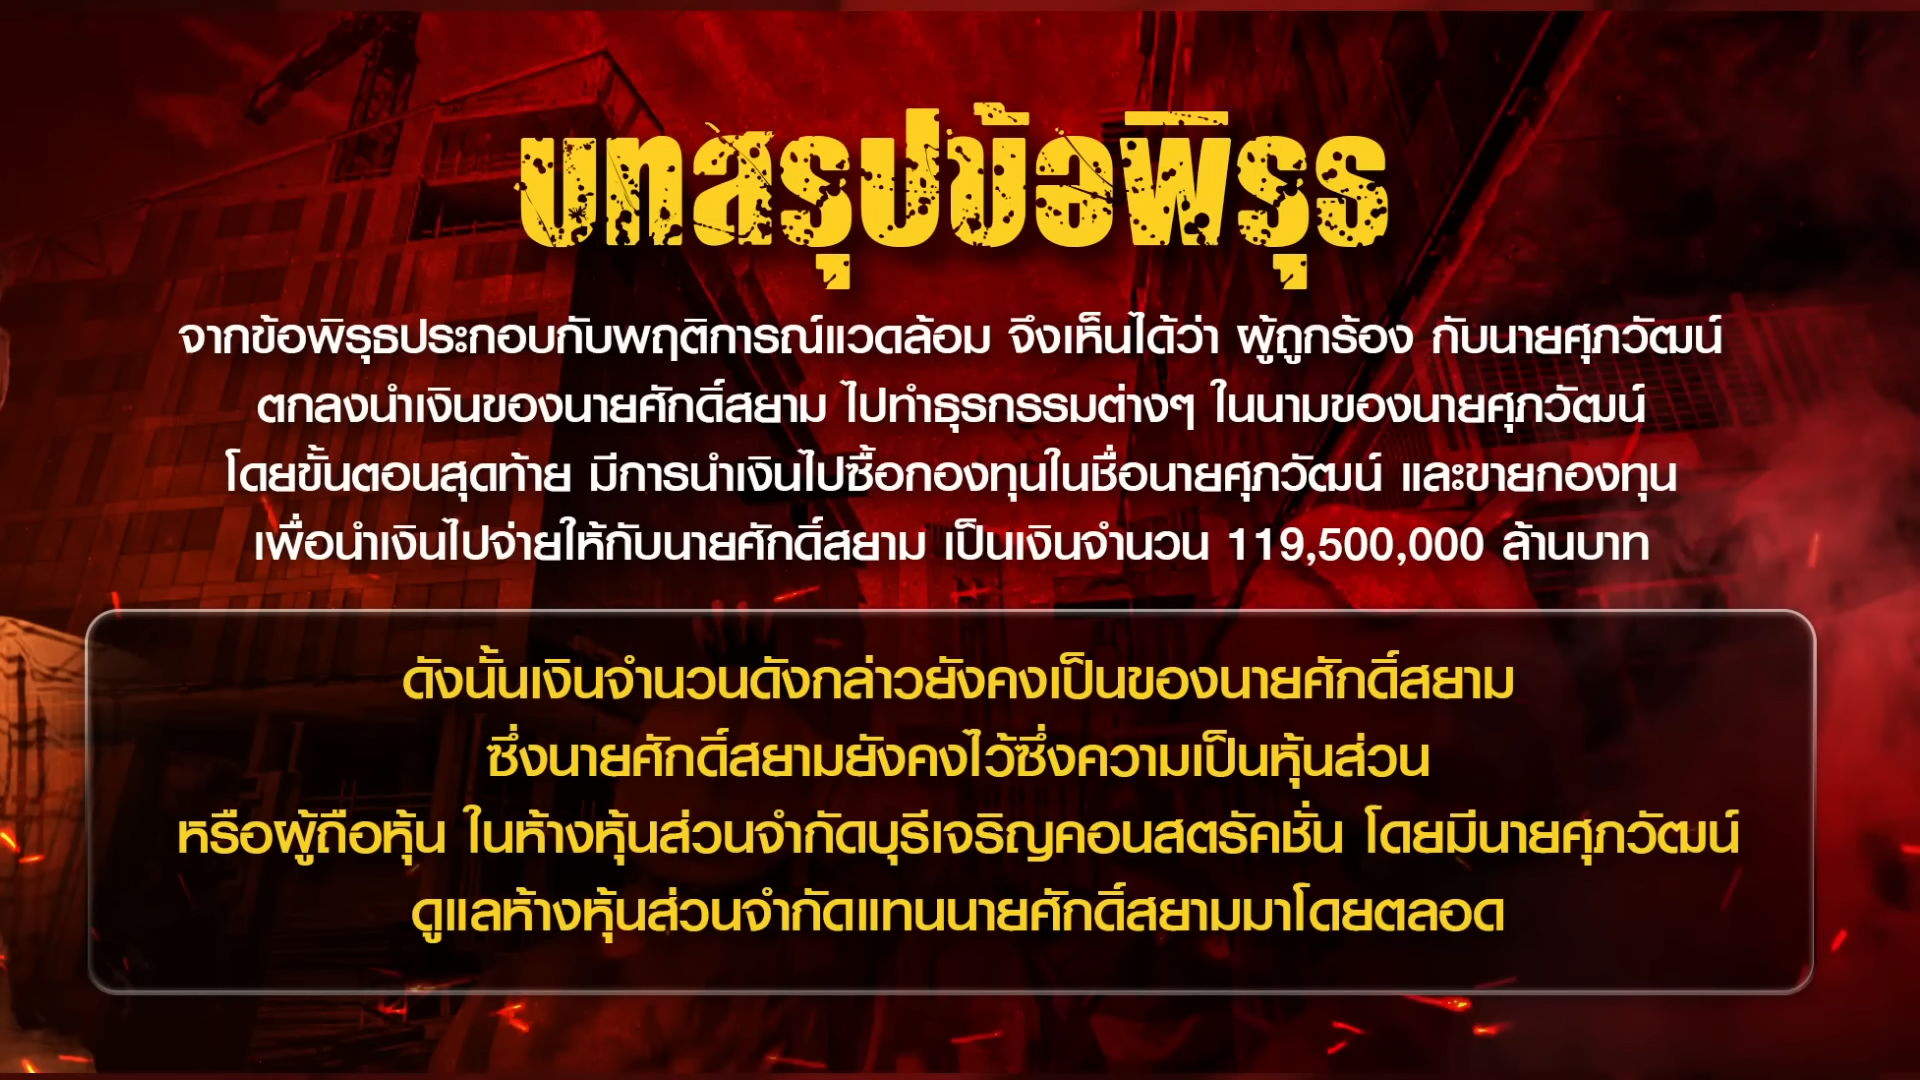 บทสรุปข้อพิรุธ
จากข้อพิรุธประกอบกับพฤติการณ์แวดล้อม จึงเห็นได้ว่า ผู้ถูกร้อง กับนายศุภวัฒน์
ตกลงนำเงินของนายศักดิ์สยาม ไปทำธุรกรรมต่างๆ ในนามของนายศุภวัฒน์
โดยขั้นตอนสุดท้าย มีการนำเงินไปซื้อกองทุนในชื่อนายศุภวัฒน์ และขายกองทุน
เพื่อนำเงินไปจ่ายให้กับนายศักดิ์สยาม เป็นเงินจำนวน 119,500,000 ล้านบาท
ดังนั้นเงินจำนวนดังกล่าวยังคงเป็นของนายศักดิ์สยาม
ซึ่งนายศักดิ์สยามยังคงไว้ซึ่งความเป็นหุ้นส่วน
หรือผู้ถือหุ้น ในห้างหุ้นส่วนจำกัดบุรีเจริญคอนสตรัคชั่น โดยมีนายศุภวัฒน์
ดูแลห้างหุ้นส่วนจำกัดแทนนายศักดิ์สยามมาโดยตลอด